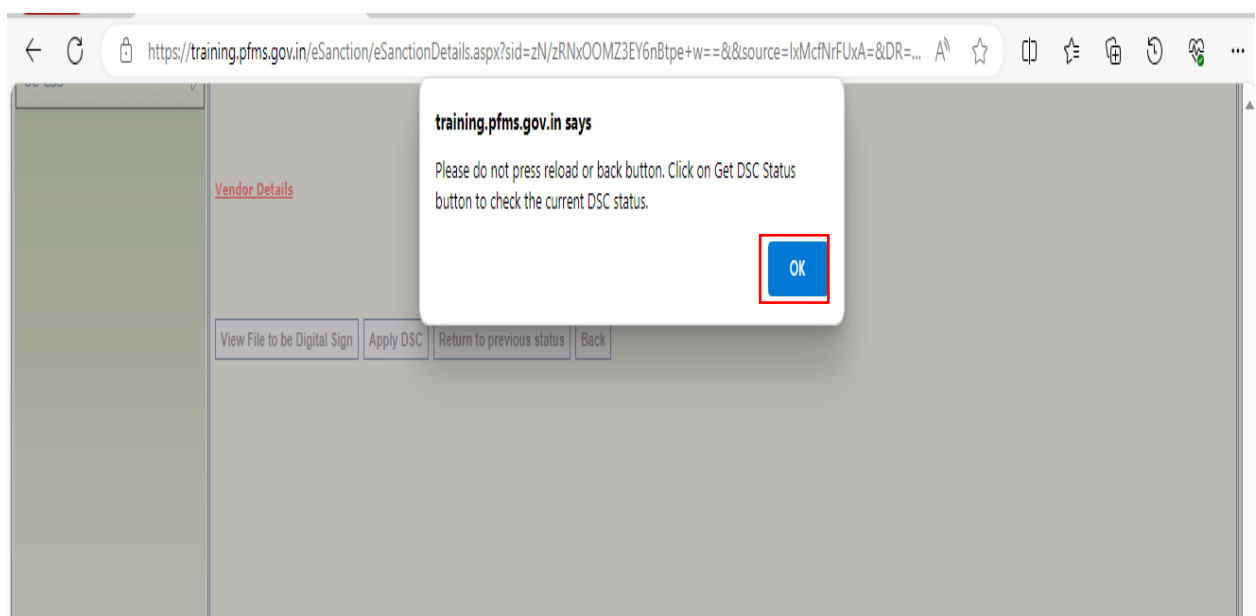 https://training.pfms.gov.in/eSanction/eSanctionDetails.aspx?sid=zN/zRNxOOMZ3EY6nBtpe+w==&&source=IxMcfNrFUxA=&DR=...
training.pfms.gov.in says
Please do not press reload or back button. Click on Get DSC Status
button to check the current DSC status.
OK
Vendor Details
View File to be Digital Sign Apply DSC Return to previous status Back